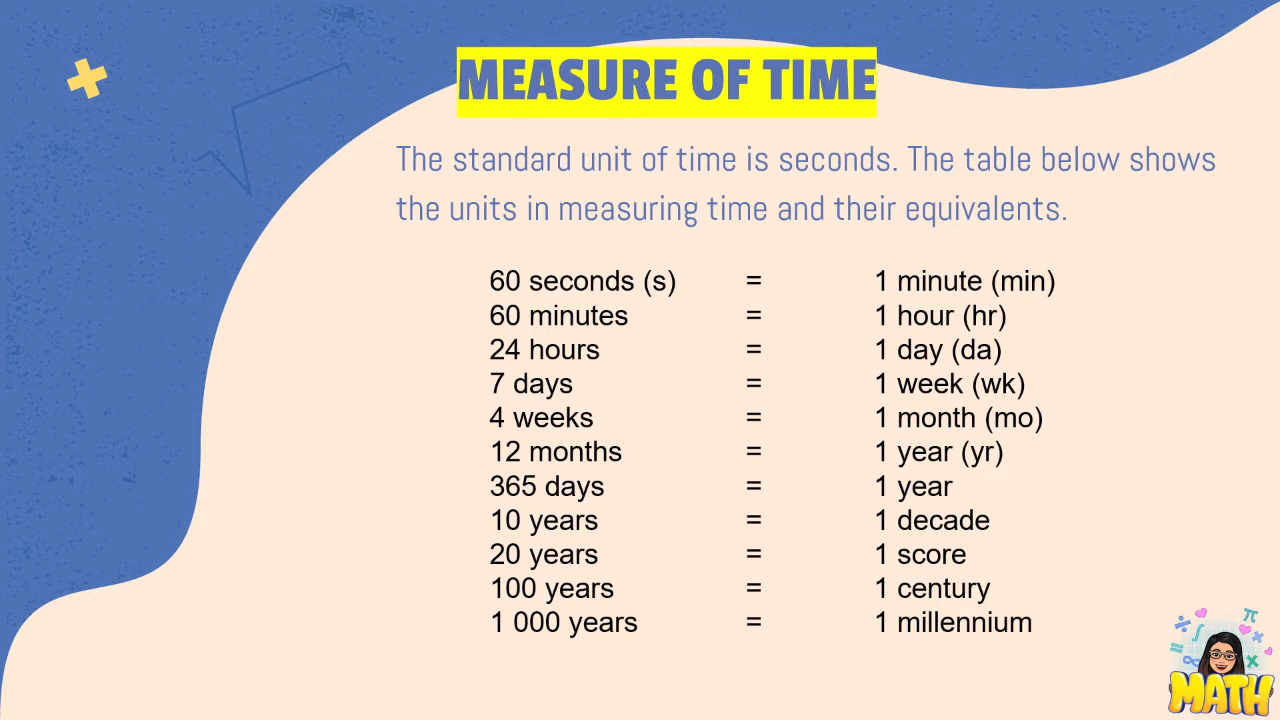 MEASURE OF TIME
The standard unit of time is seconds. The table below shows
the units in measuring time and their equivalents.
60 seconds (s) = 1 minute (min)
60 minutes = 1 hour (hr)
24 hours = 1 day (da)
7 days = 1 week (wk)
4 weeks = 1 month (mo)
12 months = 1 year (yr)
365 days = 1 year
10 years = 1 decade
20 years = 1 score
100 years = 1 century
1 000 years = 1 millennium
MATH